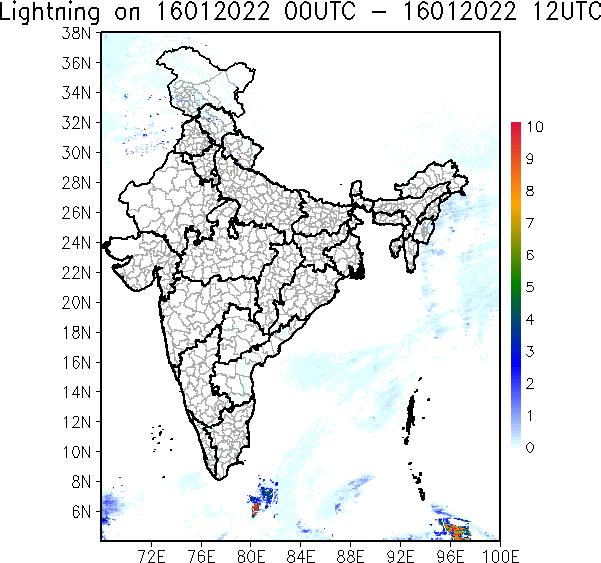 Lightning on 16012022 00UTC – 16012022 12UTC
38N
36N
34N
32N
30N
28N
26N
24N
22N
20N
18N
16N
14N
12N
10N
8N
6N
72E 76E 80E 84E 88E 92E 96E 100E
10
9
8
7
6
5
4
3
2
1
0